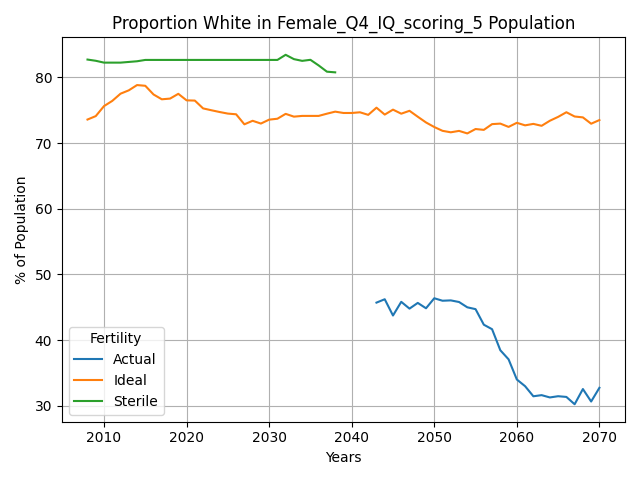 Proportion White in Female_Q4_IQ_scoring_5 Population
% of Population
80
70
60
50
40
30
Fertility
Actual
Ideal
Sterile
2010 2020 2030 2040 2050 2060 2070
Years